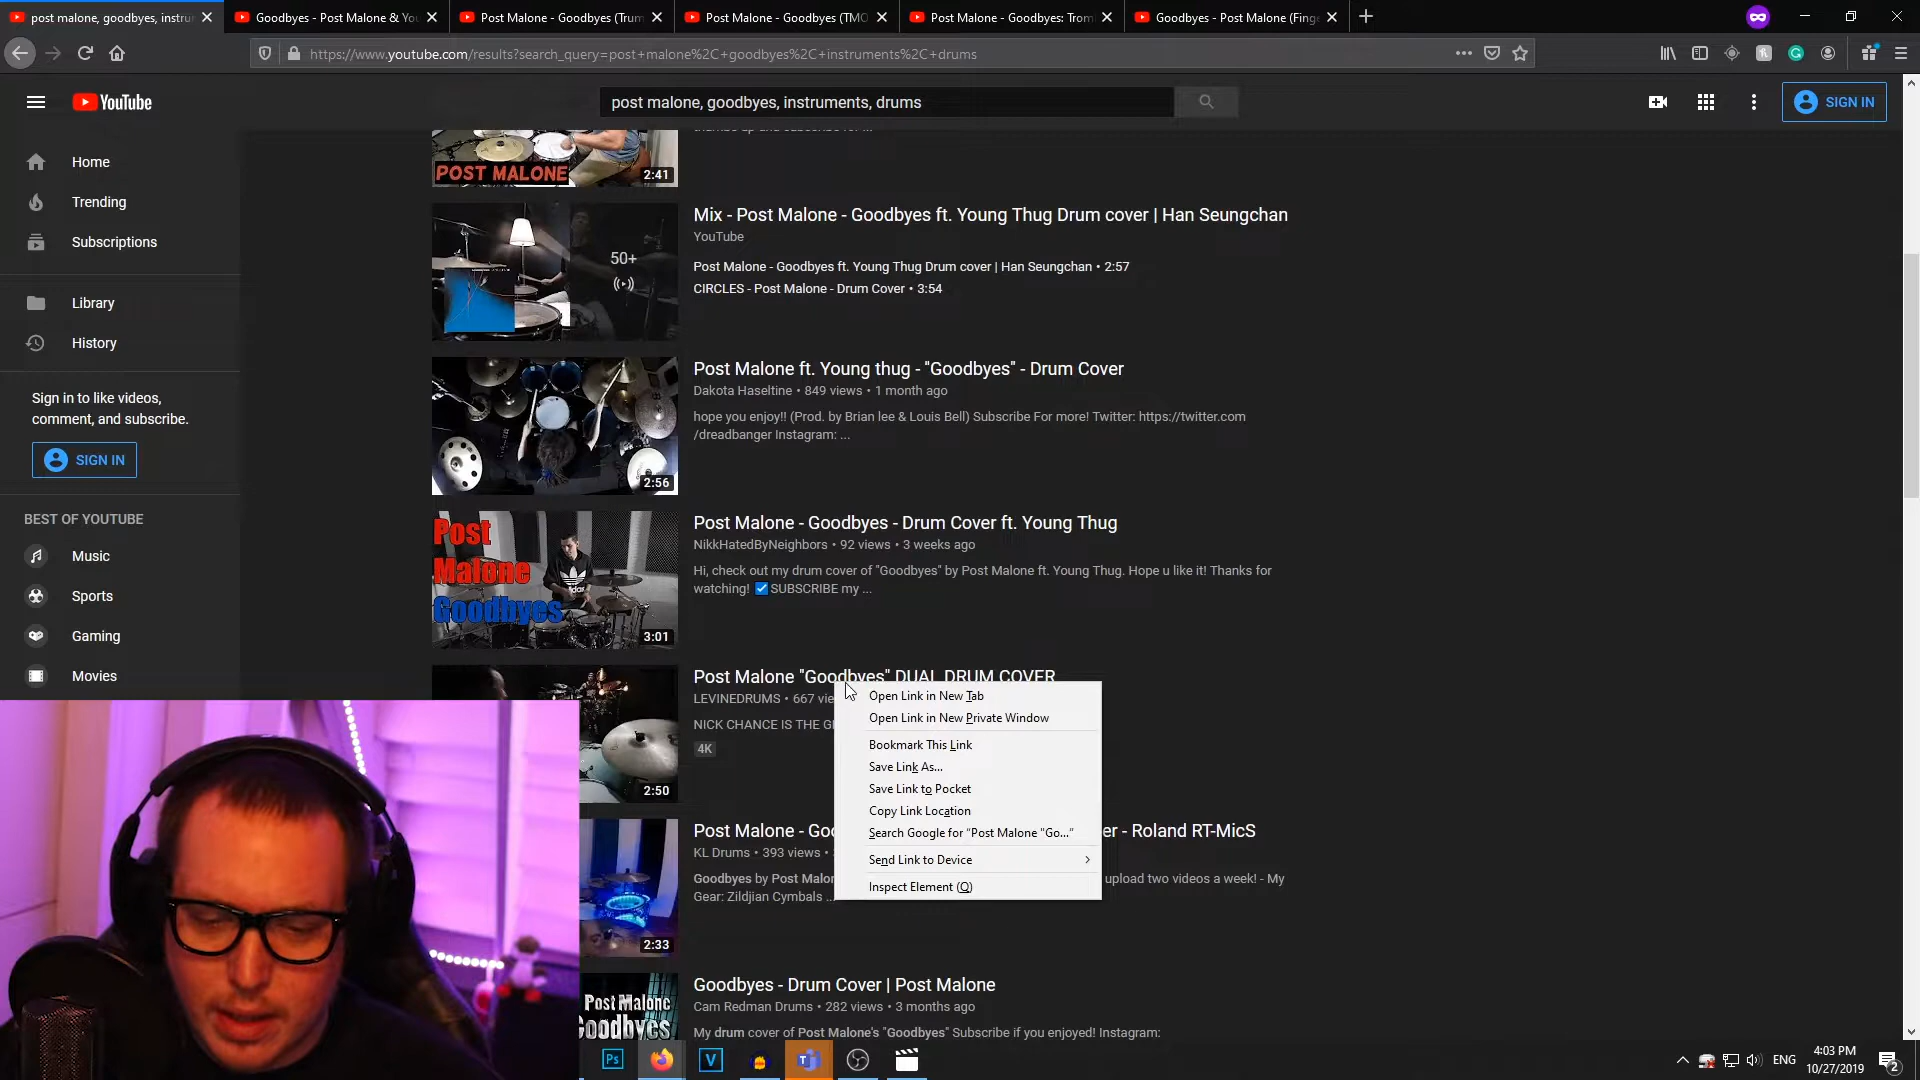 post malone, goodbyes, instrur
Goodbyes - Post Malone & You
Post Malone - Goodbyes (Trum
Post Malone - Goodbyes (TMO
Post Malone - Goodbyes: Trom
Goodbyes - Post Malone (Finge
https://www.youtube.com/results?search_query=post+malone%2C+goodbyes%2C+instruments%2C+drums
YouTube
post malone, goodbyes, instruments, drums
SIGN IN
Home
Trending
Subscriptions
Library
History
Sign in to like videos,
comment, and subscribe.
SIGN IN
BEST OF YOUTUBE
Music
Sports
Gaming
Movies
POST MALONE
2:41
50+
Mix - Post Malone - Goodbyes ft. Young Thug Drum cover | Han Seungchan
YouTube
Post Malone - Goodbyes ft. Young Thug Drum cover | Han Seungchan • 2:57
CIRCLES - Post Malone - Drum Cover • 3:54
2:56
Post Malone ft. Young thug - "Goodbyes" - Drum Cover
Dakota Haseltine • 849 views • 1 month ago
hope you enjoy!! (Prod. by Brian lee & Louis Bell) Subscribe For more! Twitter: https://twitter.com
/dreadbanger Instagram: ...
Post
Malone
Goodbyes
adidas
3:01
Post Malone - Goodbyes - Drum Cover ft. Young Thug
NikkHatedByNeighbors • 92 views • 3 weeks ago
Hi, check out my drum cover of "Goodbyes" by Post Malone ft. Young Thug. Hope u like it! Thanks for
watching! ☑SUBSCRIBE my ...
2:50
Post Malone "Goodbyes" DUAL DRUM COVER
LEVINEDRUMS • 667 vie
NICK CHANCE IS THE G
4K
Open Link in New Tab
Open Link in New Private Window
Bookmark This Link
Save Link As...
Save Link to Pocket
Copy Link Location
Search Google for “Post Malone "Go...”
Send Link to Device
Inspect Element (Q)
2:33
Post Malone - Go er - Roland RT-MicS
KL Drums • 393 views •
Goodbyes by Post Malor upload two videos a week! - My
Gear: Zildjian Cymbals ...
Post Malone
Goodbyes
Goodbyes - Drum Cover | Post Malone
Cam Redman Drums • 282 views • 3 months ago
My drum cover of Post Malone's "Goodbyes" Subscribe if you enjoyed! Instagram:
Ps
V
T
ENG
4:03 PM
10/27/2019
2